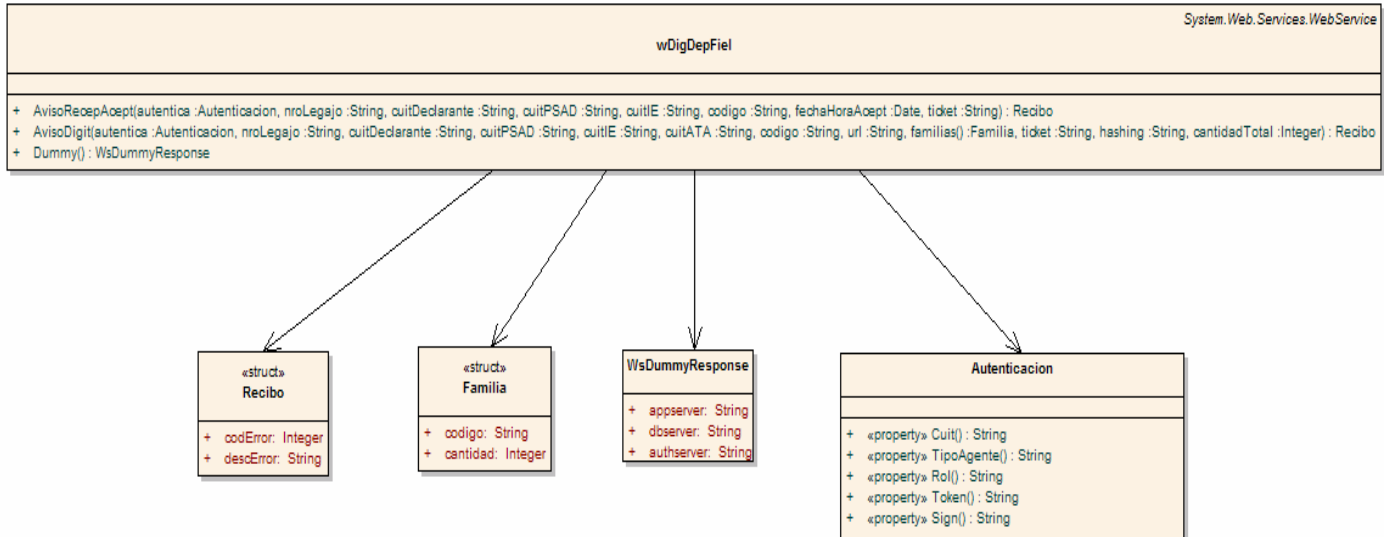 System.Web.Services.WebService
wDigDepFiel
+ AvisoRecepAcept(autentica :Autenticacion, nroLegajo :String, cuitDeclarante :String, cuitPSAD :String, cuitIE :String, codigo :String, fechaHoraAcept :Date, ticket :String) : Recibo
+ AvisoDigit(autentica :Autenticacion, nroLegajo :String, cuitDeclarante :String, cuitPSAD :String, cuitIE :String, cuitATA :String, codigo :String, url :String, familias() :Familia, ticket :String, hashing :String, cantidadTotal :Integer) : Recibo
+ Dummy() : WsDummyResponse
«struct»
Recibo
+ codError: Integer
+ descError: String
«struct»
Familia
+ codigo: String
+ cantidad: Integer
WsDummyResponse
+ appserver: String
+ dbserver: String
+ authserver: String
Autenticacion
+ «property» Cuit() : String
+ «property» TipoAgente() : String
+ «property» Rol() : String
+ «property» Token() : String
+ «property» Sign() : String